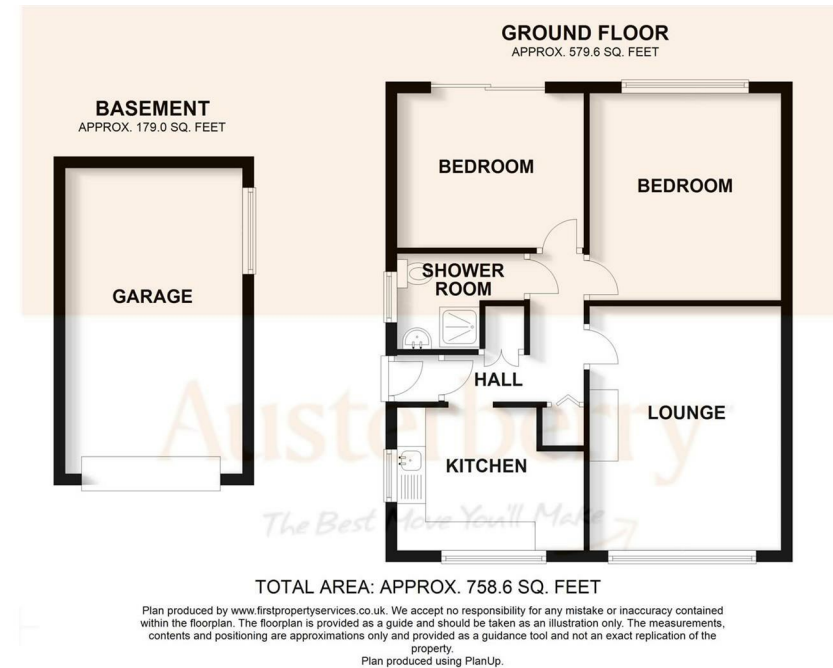 GROUND FLOOR
APPROX. 579.6 SQ. FEET
BASEMENT
APPROX. 179.0 SQ. FEET
BEDROOM
BEDROOM
SHOWER
ROOM
GARAGE
HALL
LOUNGE
KITCHEN
Austerberry
The Best Move You'll Make
TOTAL AREA: APPROX. 758.6 SQ. FEET
Plan produced by www.firstpropertyservices.co.uk. We accept no responsibility for any mistake or inaccuracy contained
within the floorplan. The floorplan is provided as a guide and should be taken as an illustration only. The measurements,
contents and positioning are approximations only and provided as a guidance tool and not an exact replication of the
property.
Plan produced using PlanUp.